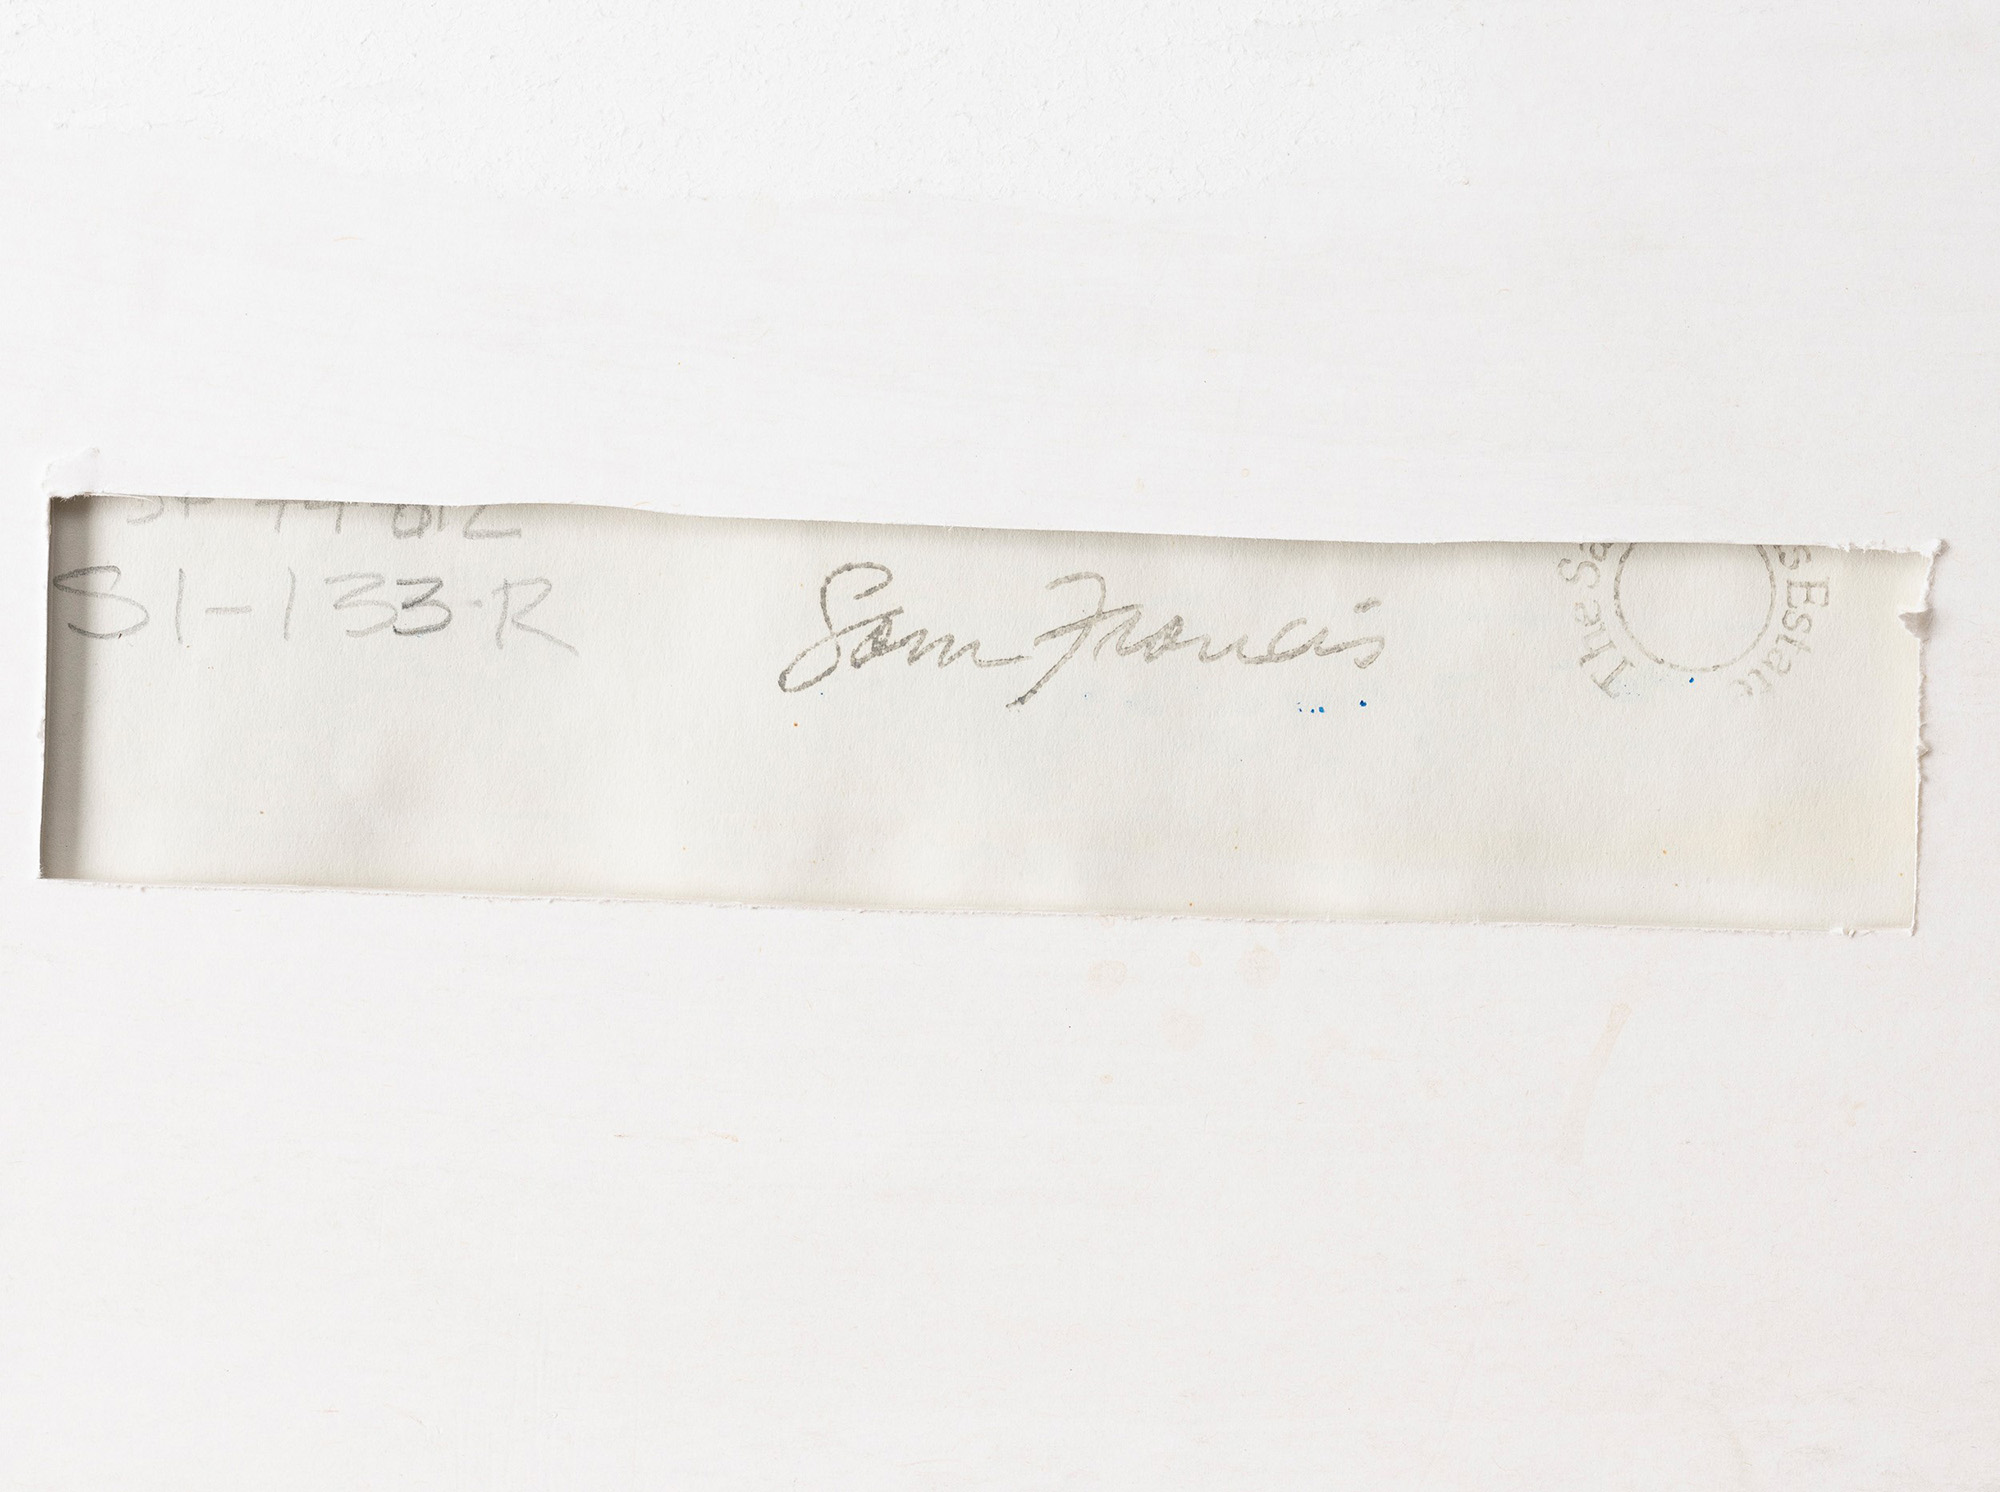 S1-133-R
Sam Francis
The Sa
s Estate